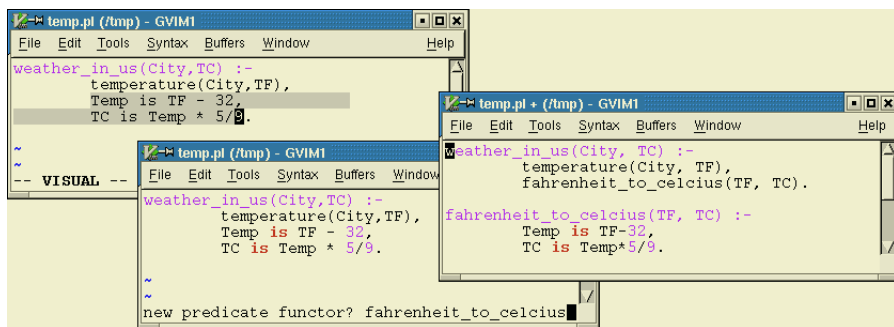 temp.pl (/tmp) - GVIM1
File Edit Tools Syntax Buffers Window Help
weather_in_us(City,TC) :-
temperature(City,TF),
Temp is TF - 32,
TC is Temp * 5/9.
~
~
-- VISUAL --
temp.pl (/tmp) - GVIM1
File Edit Tools Syntax Buffers Window
weather_in_us(City,TC) :-
temperature(City,TF),
Temp is TF - 32,
TC is Temp * 5/9.
~
~
new predicate functor? fahrenheit_to_celcius
temp.pl + (/tmp) - GVIM1
File Edit Tools Syntax Buffers Window Help
weather_in_us(City, TC) :-
temperature(City, TF),
fahrenheit_to_celcius(TF, TC).
fahrenheit_to_celcius(TF, TC) :-
Temp is TF-32,
TC is Temp*5/9.